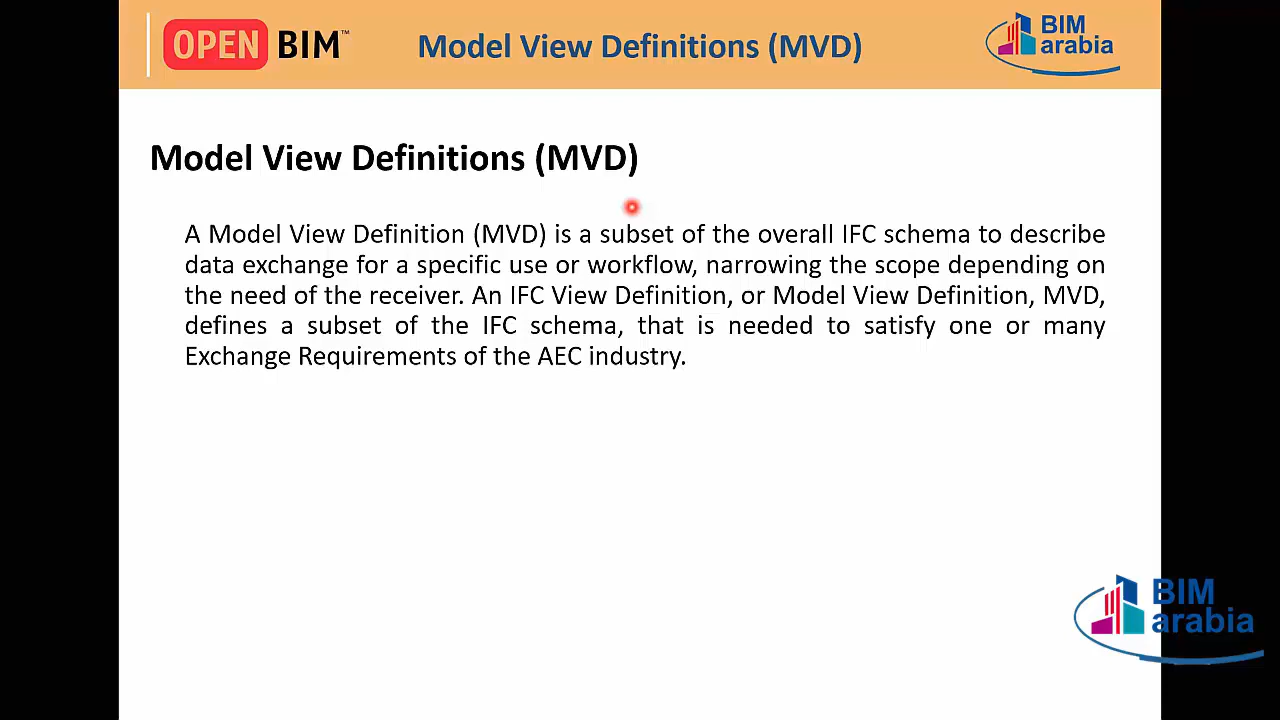 OPEN BIM™
Model View Definitions (MVD)
BIM
arabia
Model View Definitions (MVD)
A Model View Definition (MVD) is a subset of the overall IFC schema to describe
data exchange for a specific use or workflow, narrowing the scope depending on
the need of the receiver. An IFC View Definition, or Model View Definition, MVD,
defines a subset of the IFC schema, that is needed to satisfy one or many
Exchange Requirements of the AEC industry.
BIM
arabia